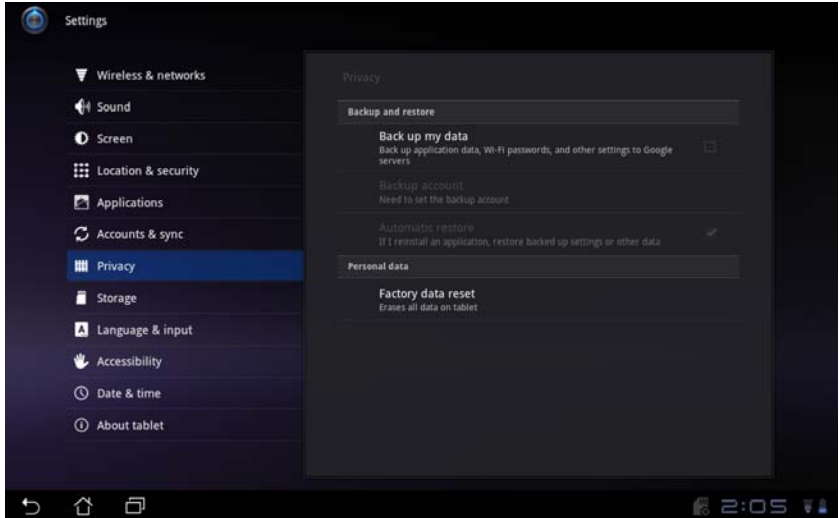 Settings
Wireless & networks
Sound
Screen
Location & security
Applications
Accounts & sync
Privacy
Storage
Language & input
Accessibility
Date & time
About tablet
Privacy
Backup and restore
Back up my data
Back up application data, Wi-Fi passwords, and other settings to Google
servers
Backup account
Need to set the backup account
Automatic restore
If I reinstall an application, restore backed up settings or other data
Personal data
Factory data reset
Erases all data on tablet
2:05